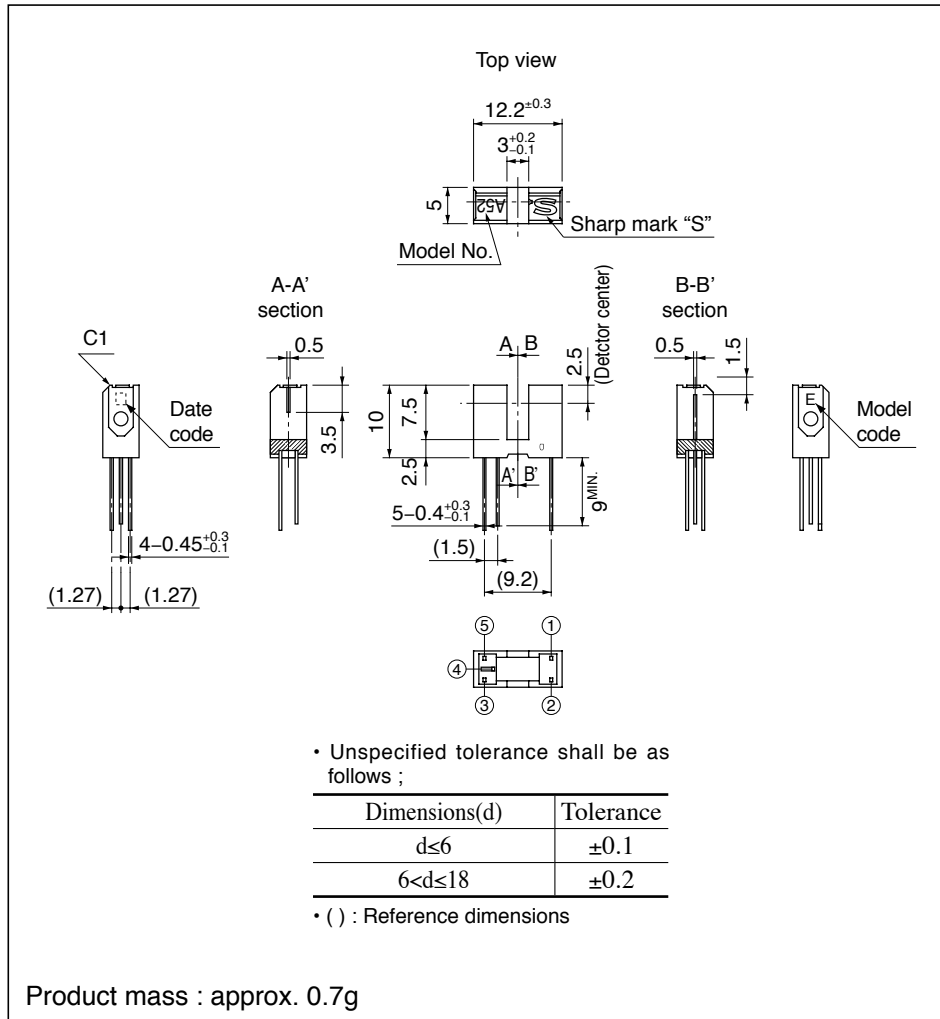 Top view
12.2±0.3
3+0.2−0.1
5
A52
S
Model No.
Sharp mark “S”
A-A’
section
(Detctor center)
B-B’
section
C1
0.5
A B
2.5
0.5
1.5
Date
code
3.5
10
7.5
2.5
E
Model
code
A’ B’
9MIN.
5−0.4+0.3−0.1
4−0.45+0.3−0.1
(1.5)
(1.27) (1.27)
(9.2)
5 1
4
3 2
• Unspecified tolerance shall be as
follows ;
Dimensions(d) Tolerance
d≤6 ±0.1
6<d≤18 ±0.2
• ( ) : Reference dimensions
Product mass : approx. 0.7g